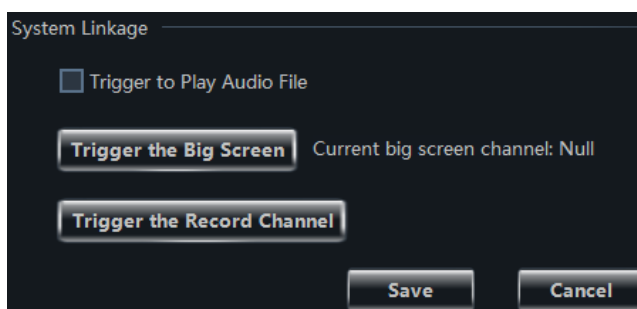 System Linkage
Trigger to Play Audio File
Trigger the Big Screen Current big screen channel: Null
Trigger the Record Channel
Save Cancel